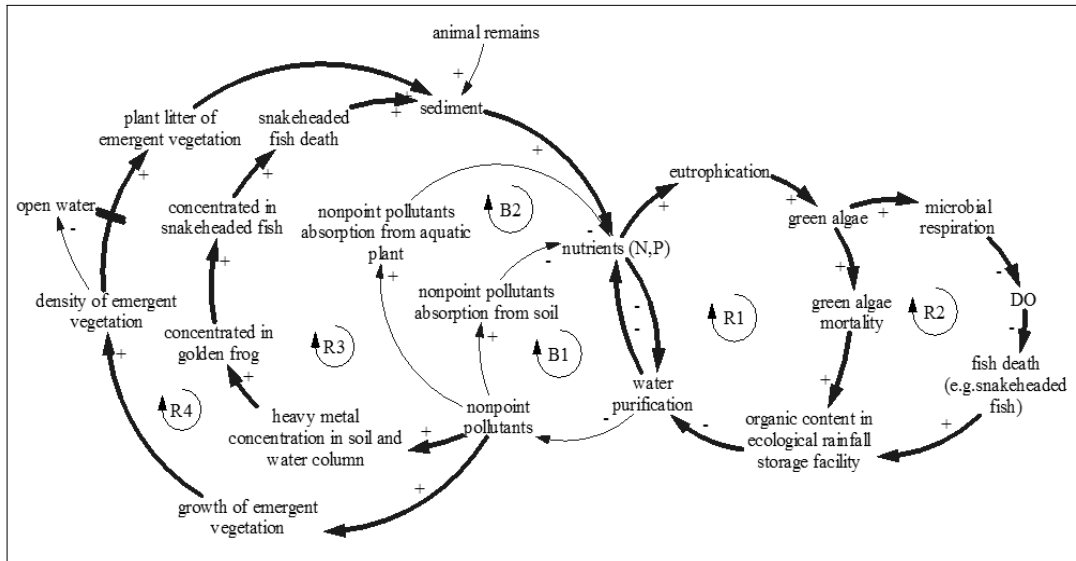 animal remains
+
+
+
sediment
plant litter of
emergent vegetation
snakeheaded
fish death
+
+
+
+
eutrophication
+
+
green algae
+
microbial
respiration
open water
-
concentrated in
snakeheaded fish
nonpoint pollutants
absorption from aquatic
plant
B2
-
nutrients (N,P)
-
-
+
+
+
density of emergent
vegetation
nonpoint pollutants
absorption from soil
R1
green algae
mortality
R2
DO
-
-
-
+
concentrated in
golden frog
R3
B1
+
+
fish death
(e.g.snakeheaded
fish)
R4
+
heavy metal
concentration in soil and
water column
+
nonpoint
pollutants
-
water
purification
-
organic content in
ecological rainfall
storage facility
+
growth of emergent
vegetation
+